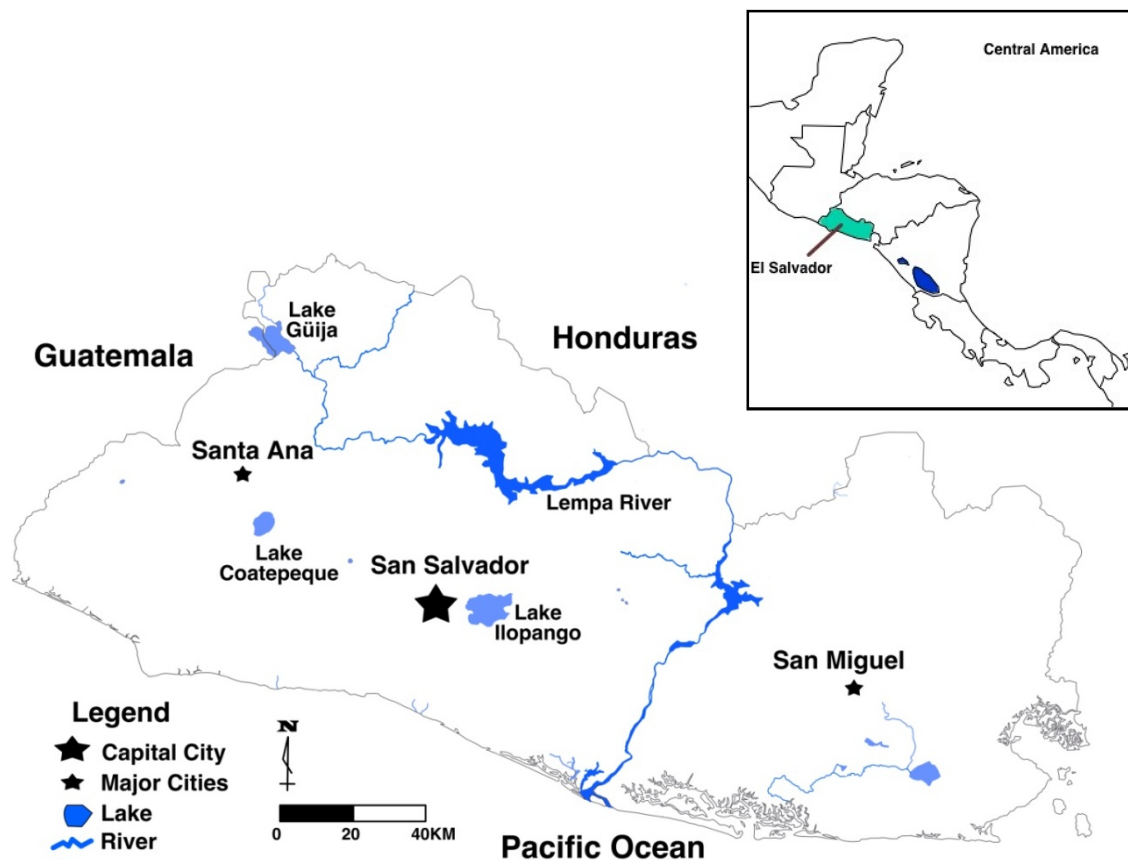 Central America
El Salvador
Lake
Güija
Guatemala
Honduras
Santa Ana
Lempa River
Lake
Coatepeque
San Salvador
Lake
Ilopango
San Miguel
Legend
Capital City
Major Cities
Lake
River
N
0 20 40KM
Pacific Ocean